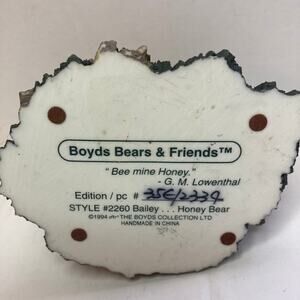 Boyds Bears & Friends™
"Bee mine Honey."
- G. M. Lowenthal
Edition / pc # 35E/2334
STYLE #2260 Bailey . . . Honey Bear
©1994 THE BOYDS COLLECTION LTD
HANDMADE IN CHINA